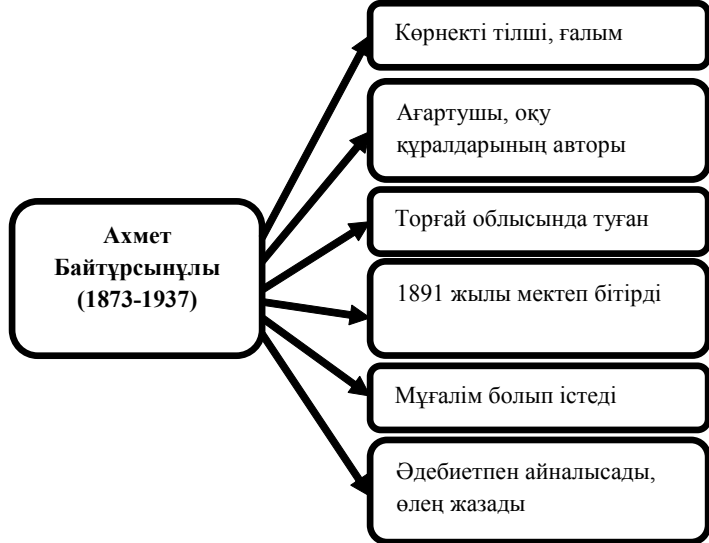 Ахмет
Байтұрсынұлы
(1873-1937)
Көрнекті тілші, ғалым
Ағартушы, оқу
құралдарының авторы
Торғай облысында туған
1891 жылы мектеп бітірді
Мұғалім болып істеді
Әдебиетпен айналысады,
өлең жазады